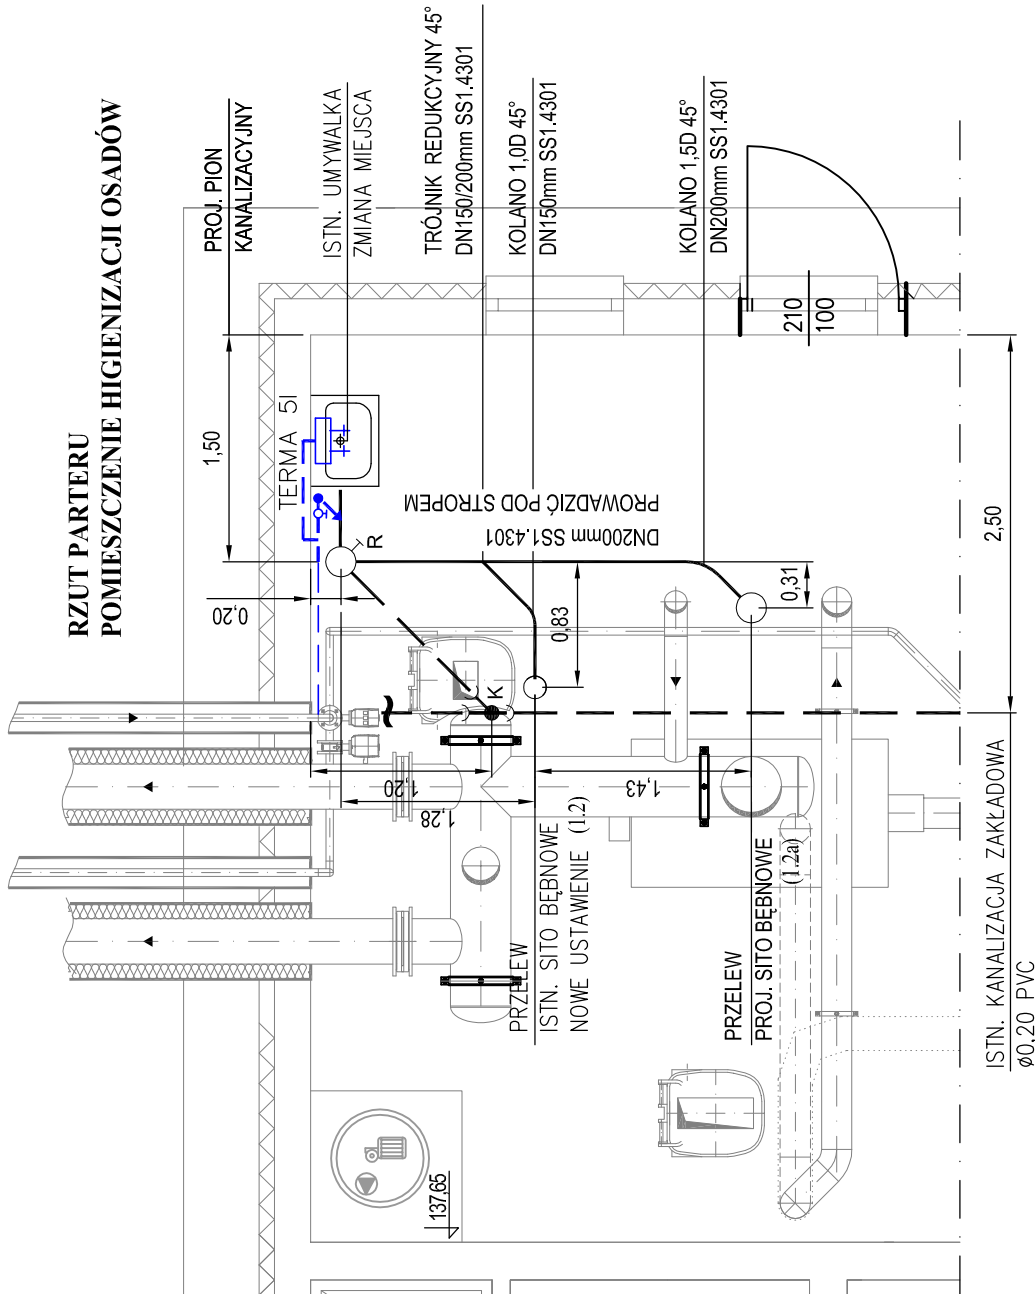 RZUT PARTERU
POMIESZCZENIE HIGIENIZACJI OSADÓW
PROJ. PION
KANALIZACYJNY
ISTN. UMYWALKA
ZMIANA MIEJSCA
TRÓJNIK REDUKCYJNY 45°
DN150/200mm SS1.4301
KOLANO 1,0D 45°
DN150mm SS1.4301
KOLANO 1,5D 45°
DN200mm SS1.4301
210
100
1,50
TERMA 5l
0,20
R
DN200mm SS1.4301
PROWADZIĆ POD STROPEM
2,50
0,31
0,83
K
1,20
1,28
1,43
PRZELEW
ISTN. SITO BĘBNOWE
NOWE USTAWIENIE (1.2)
PRZELEW
PROJ. SITO BĘBNOWE
(1.2a)
ISTN. KANALIZACJA ZAKŁADOWA
ø0,20 PVC
137,65